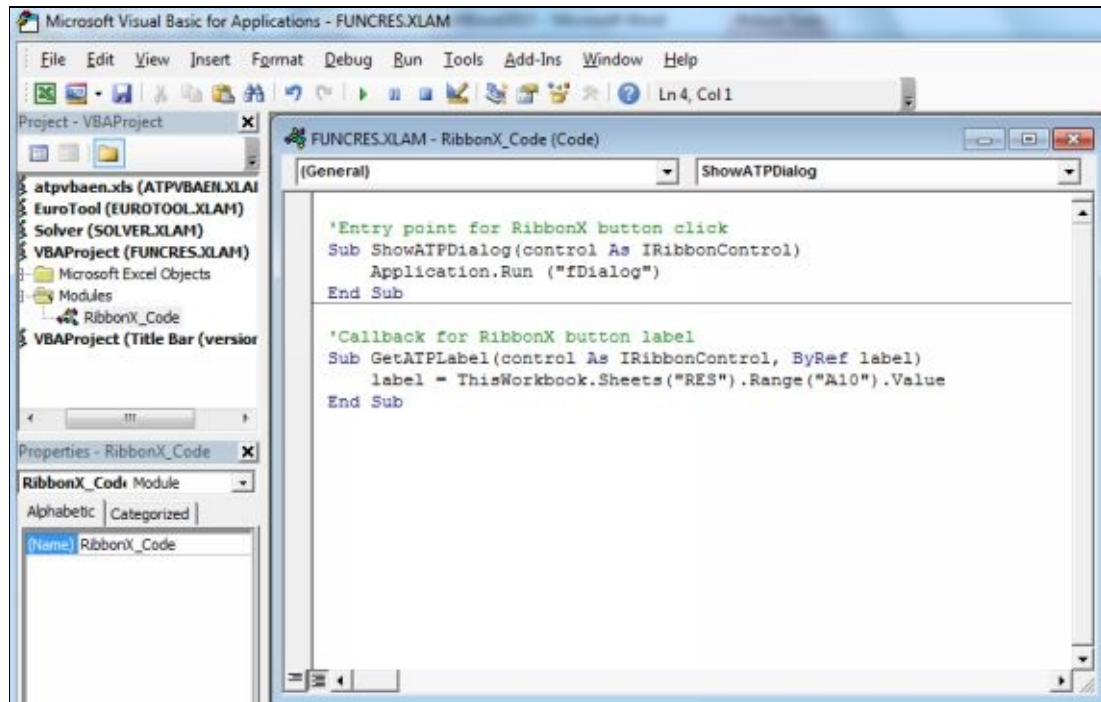 Microsoft Visual Basic for Applications - FUNCRES.XLAM
File Edit View Insert Format Debug Run Tools Add-Ins Window Help
Ln 4, Col 1
Project - VBAProject
atpvbaen.xls (ATPVBAEN.XLAI
EuroTool (EUROTOOL.XLAM)
Solver (SOLVER.XLAM)
VBAProject (FUNCRES.XLAM)
Microsoft Excel Objects
Modules
RibbonX_Code
VBAProject (Title Bar (version
Properties - RibbonX_Code
RibbonX_Code Module
Alphabetic Categorized
(Name) RibbonX_Code
FUNCRES.XLAM - RibbonX_Code (Code)
(General) ShowATPDialog
'Entry point for RibbonX button click
Sub ShowATPDialog(control As IRibbonControl)
Application.Run ("fDialog")
End Sub
'Callback for RibbonX button label
Sub GetATPLabel(control As IRibbonControl, ByRef label)
label = ThisWorkbook.Sheets("RES").Range("A10").Value
End Sub